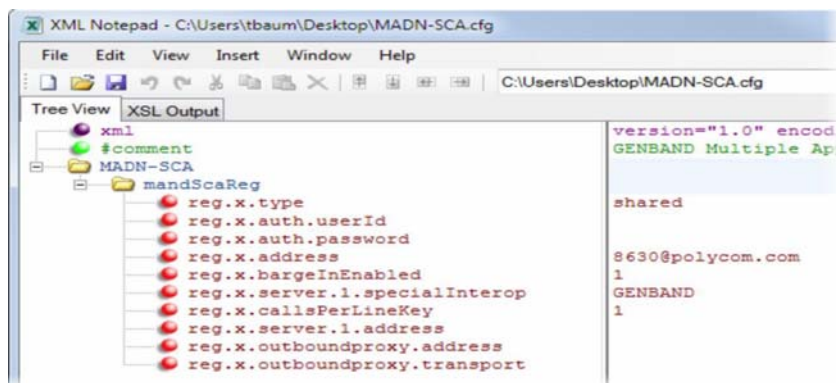 XML Notepad - C:\Users\tbaum\Desktop\MADN-SCA.cfg
File Edit View Insert Window Help
C:\Users\Desktop\MADN-SCA.cfg
Tree View XSL Output
xml version="1.0" encod
#comment GENBAND Multiple Ap
MADN-SCA
mandScaReg
reg.x.type shared
reg.x.auth.userId
reg.x.auth.password
reg.x.address 8630@polycom.com
reg.x.bargeInEnabled 1
reg.x.server.1.specialInterop GENBAND
reg.x.callsPerLineKey 1
reg.x.server.1.address
reg.x.outboundproxy.address
reg.x.outboundproxy.transport